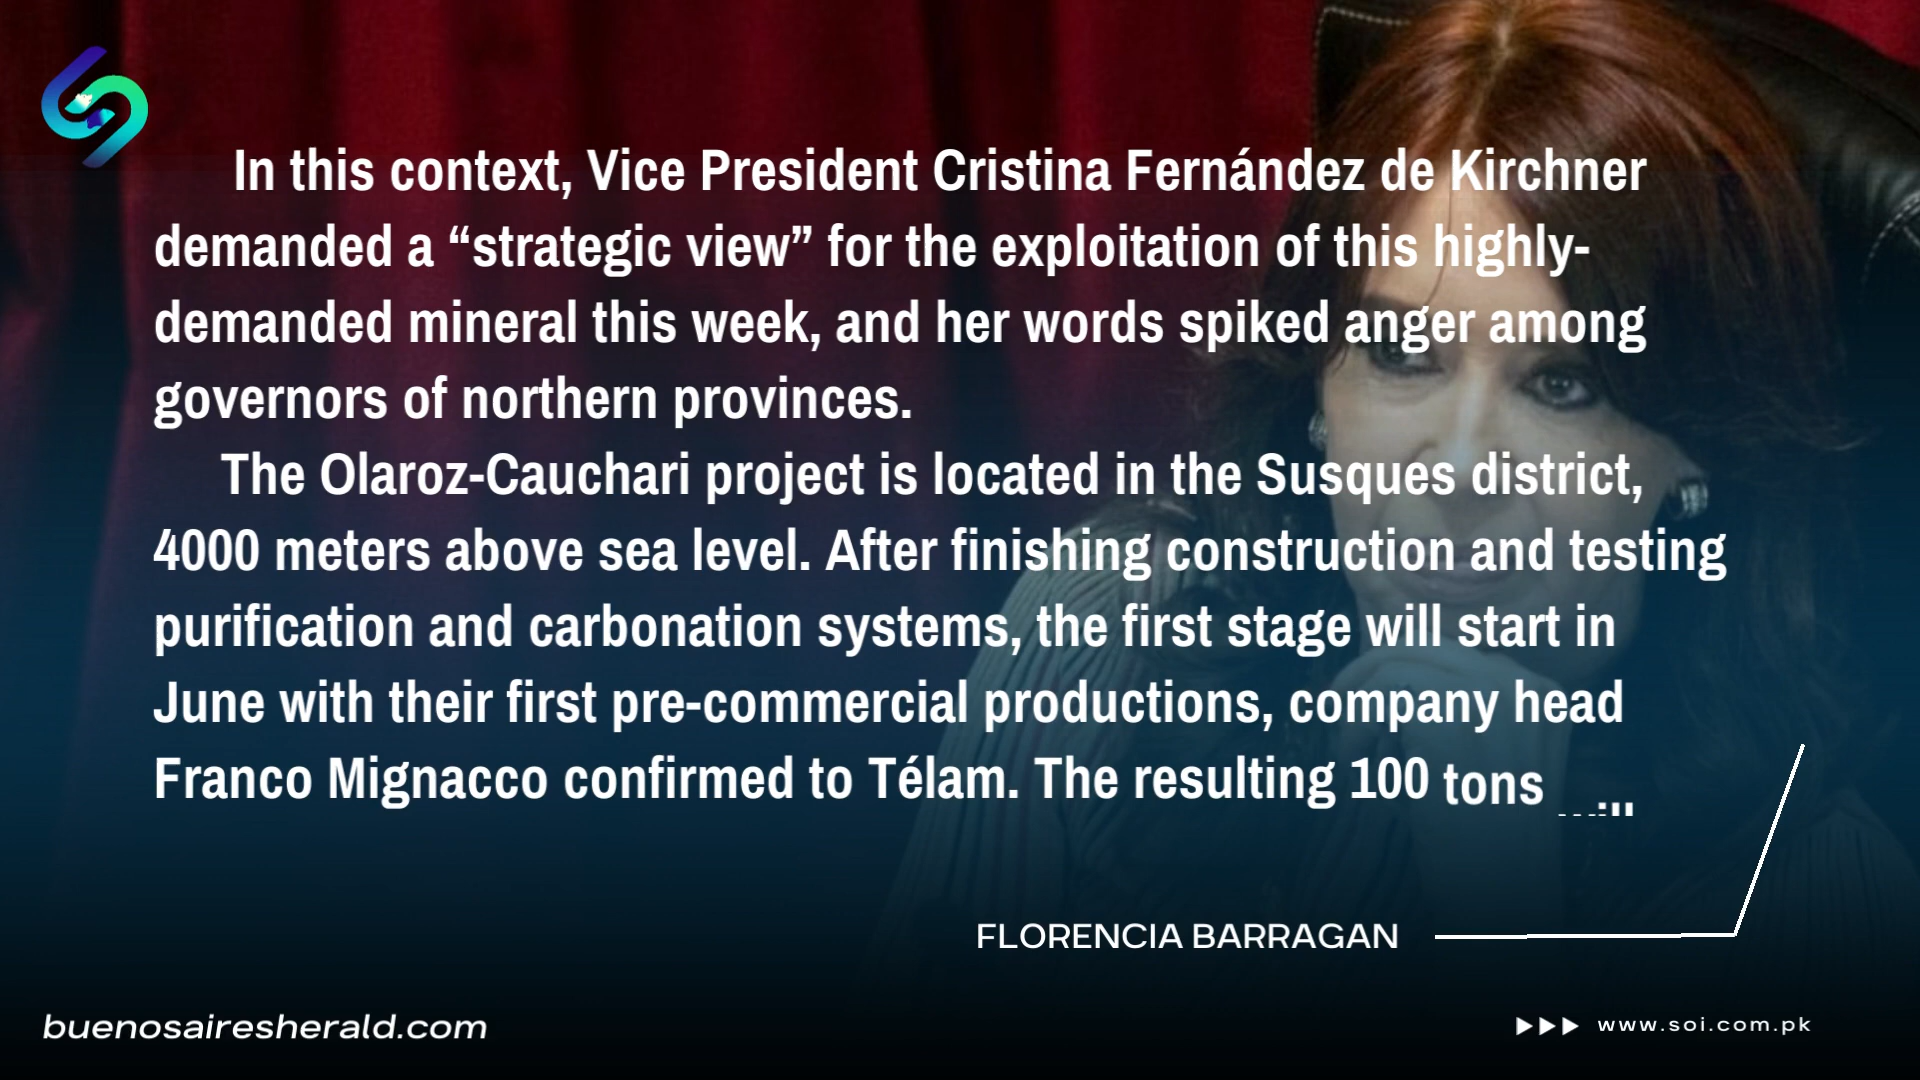 In this context, Vice President Cristina Fernández de Kirchner
demanded a “strategic view” for the exploitation of this highly-
demanded mineral this week, and her words spiked anger among
governors of northern provinces.
The Olaroz-Cauchari project is located in the Susques district,
4000 meters above sea level. After finishing construction and testing
purification and carbonation systems, the first stage will start in
June with their first pre-commercial productions, company head
Franco Mignacco confirmed to Télam. The resulting 100 tons
FLORENCIA BARRAGAN
buenosairesherald.com
www.soi.com.pk